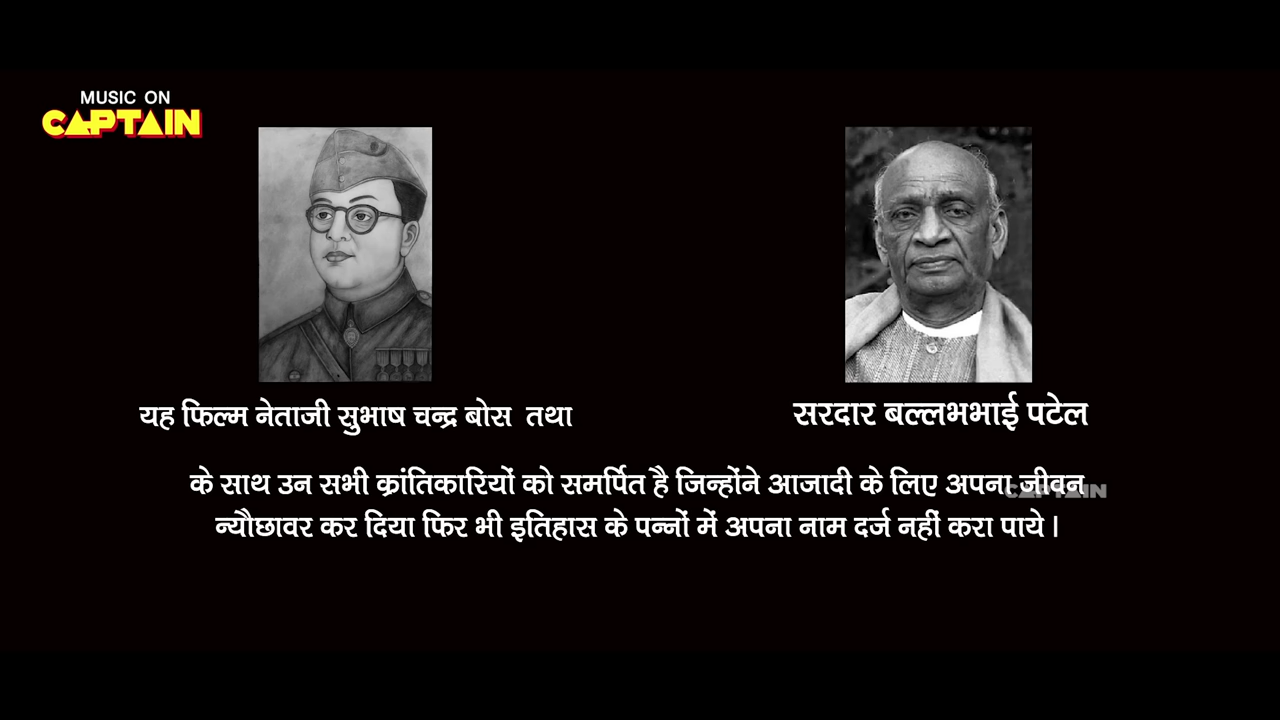 MUSIC ON
CAPTAIN
यह फिल्म नेताजी सुभाष चन्द्र बोस तथा
सरदार बल्लभभाई पटेल
के साथ उन सभी क्रांतिकारियों को समर्पित है जिन्होंने आजादी के लिए अपना जीवन
CAPTAIN
न्यौछावर कर दिया फिर भी इतिहास के पन्नों में अपना नाम दर्ज नहीं करा पाये।